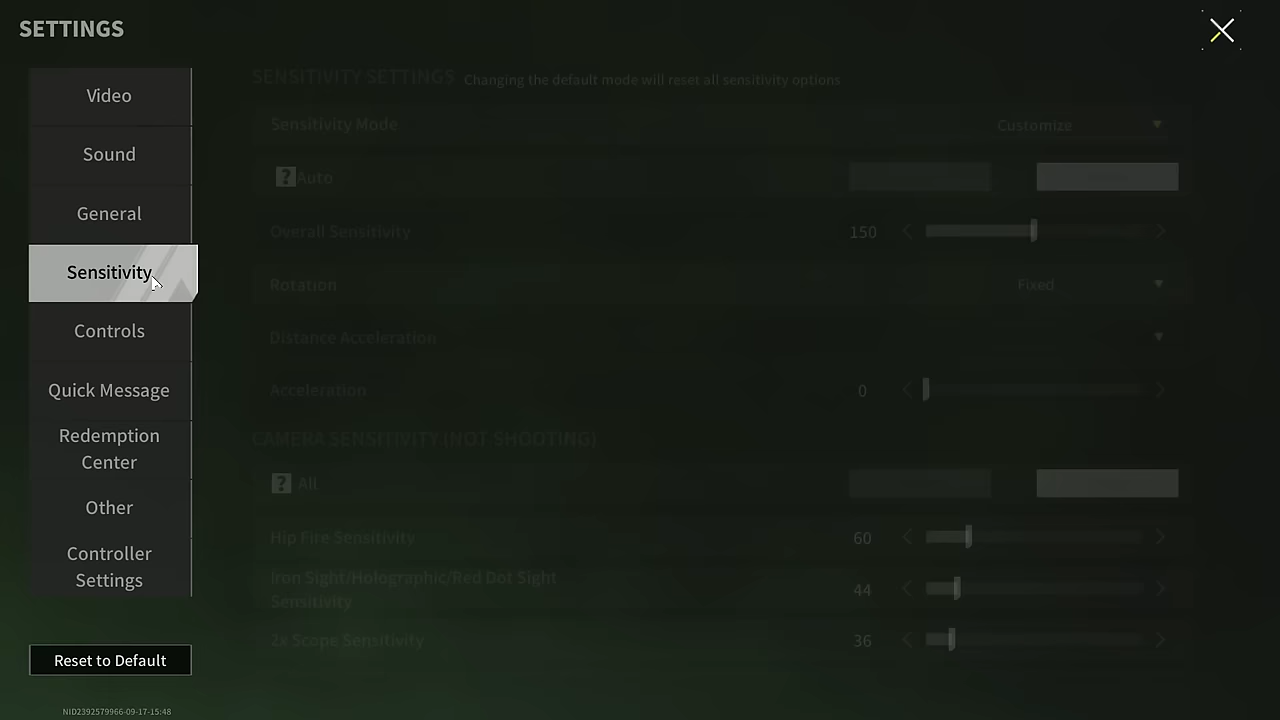 SETTINGS
Video
Sound
General
Sensitivity
Controls
Quick Message
Redemption
Center
Other
Controller
Settings
Reset to Default
NID2392579966-09-17-15:48
SENSITIVITY SETTINGS Changing the default mode will reset all sensitivity options
Sensitivity Mode Customize
? Auto
Overall Sensitivity 150
Rotation Fixed
Distance Acceleration
Acceleration 0
CAMERA SENSITIVITY (NOT SHOOTING)
? All
Hip Fire Sensitivity 60
Iron Sight/Holographic/Red Dot Sight
Sensitivity 44
2x Scope Sensitivity 36